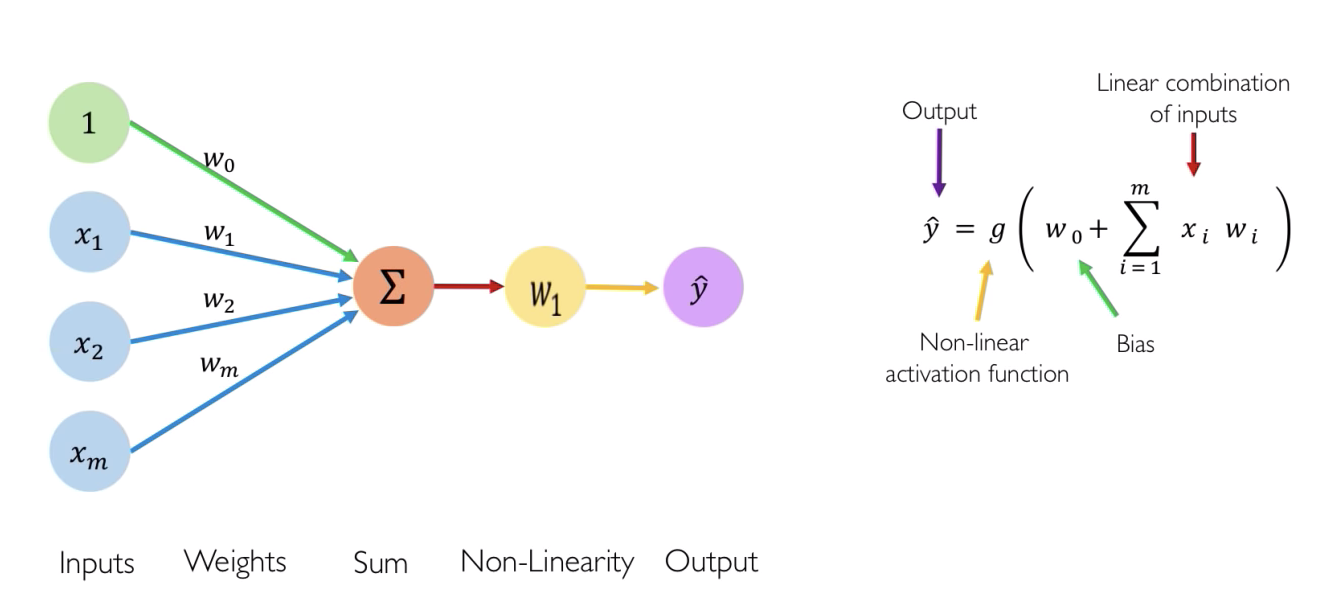 1
w₀
x₁
w₁
x₂
w₂
xₘ
wₘ
Σ
w₁
ŷ
Inputs
Weights
Sum
Non-Linearity
Output
Output
Linear combination
of inputs
ŷ = g ( w₀ + ∑_{i = 1}^{m} xᵢ wᵢ )
Non-linear
activation function
Bias